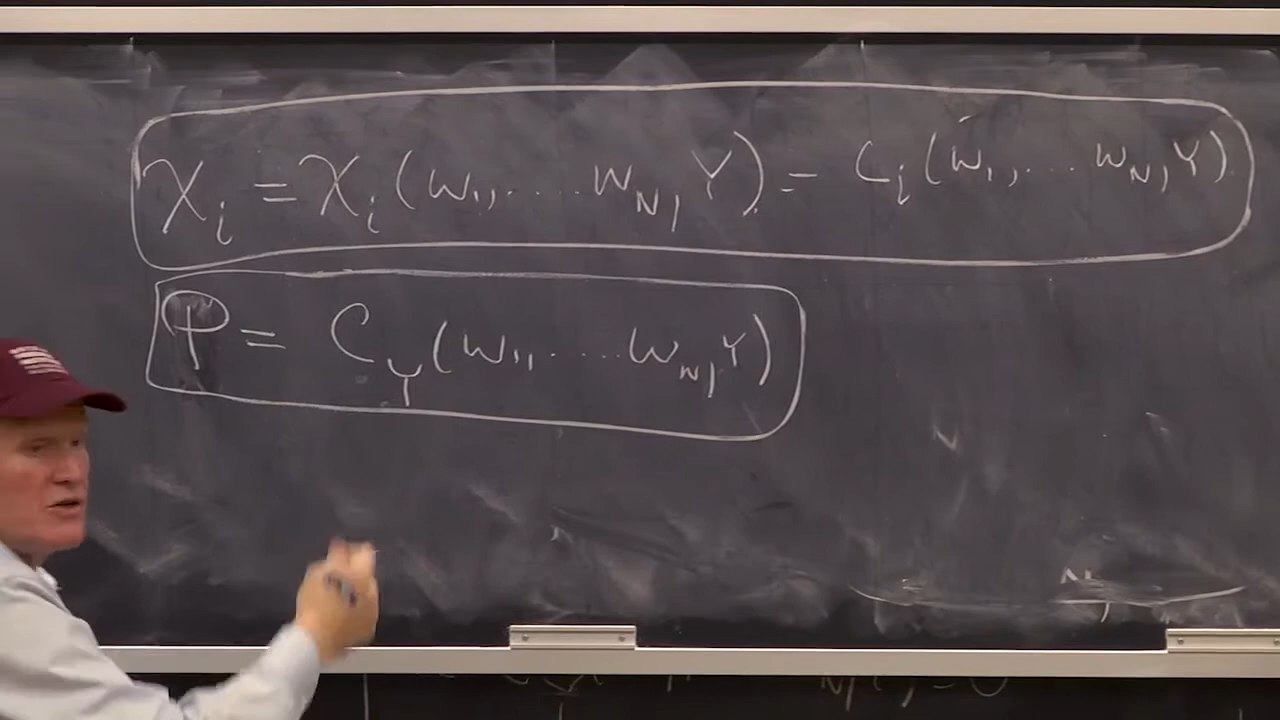 X_i = X_i(w_1, .... w_N, Y) = C_i(w_1, ... w_N, Y)
P = C_Y(w_1, .... w_N, Y)